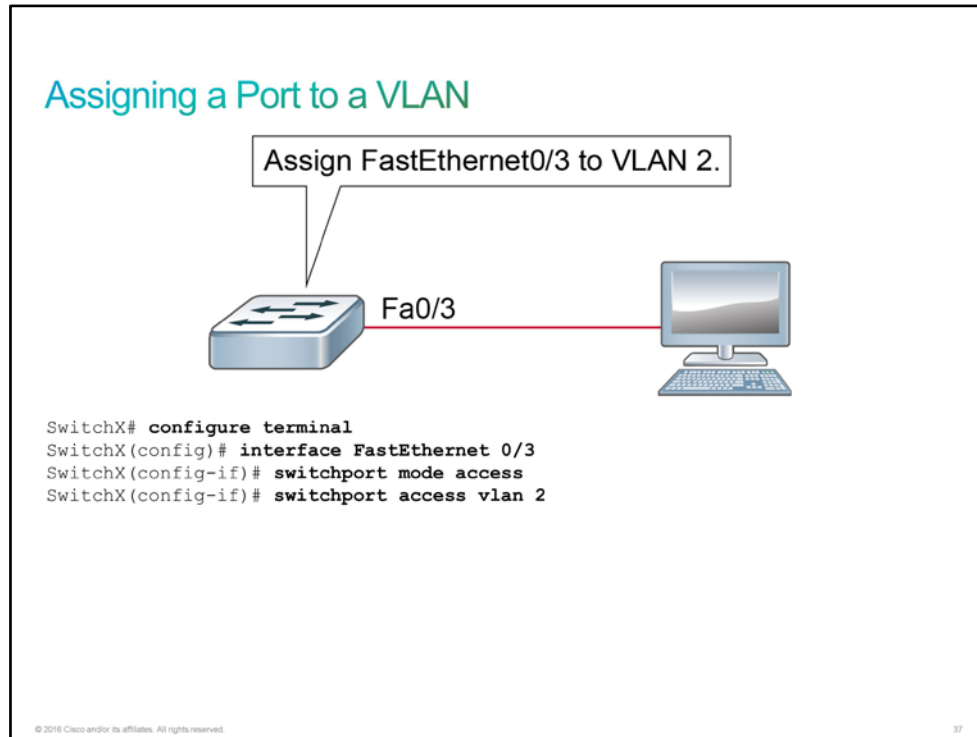 Assigning a Port to a VLAN
Assign FastEthernet0/3 to VLAN 2.
Fa0/3
SwitchX# configure terminal
SwitchX(config)# interface FastEthernet 0/3
SwitchX(config-if)# switchport mode access
SwitchX(config-if)# switchport access vlan 2
© 2016 Cisco and/or its affiliates. All rights reserved.
37